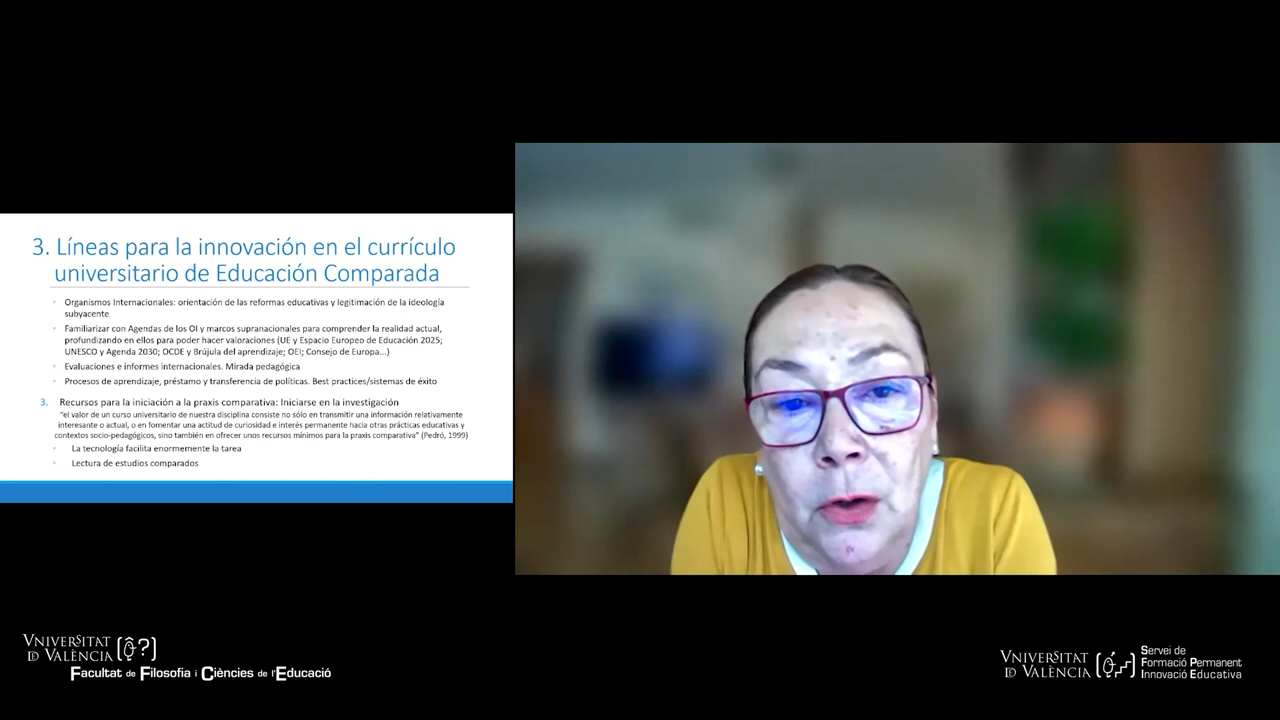 3. Líneas para la innovación en el currículo
universitario de Educación Comparada
Organismos Internacionales: orientación de las reformas educativas y legitimación de la ideología
subyacente
Familiarizar con Agendas de los OI y marcos supranacionales para comprender la realidad actual,
profundizando en ellos para poder hacer valoraciones (UE y Espacio Europeo de Educación 2025;
UNESCO y Agenda 2030; OCDE y Brújula del aprendizaje; OEI; Consejo de Europa...)
Evaluaciones e informes internacionales. Mirada pedagógica
Procesos de aprendizaje, préstamo y transferencia de políticas. Best practices/sistemas de éxito
3. Recursos para la iniciación a la praxis comparativa: Iniciarse en la investigación
"el valor de un curso universitario de nuestra disciplina consiste no sólo en transmitir una información relativamente
interesante o actual, o en fomentar una actitud de curiosidad e interés permanente hacia otras prácticas educativas y
contextos socio-pedagógicos, sino también en ofrecer unos recursos mínimos para la praxis comparativa" (Pedró, 1999)
La tecnología facilita enormemente la tarea
Lectura de estudios comparados
VNIVERSITAT
ID VALÈNCIA
Facultat de Filosofia i Ciències de l'Educació
VNIVERSITAT
ID VALÈNCIA
Servei de
Formació Permanent
Innovació Educativa